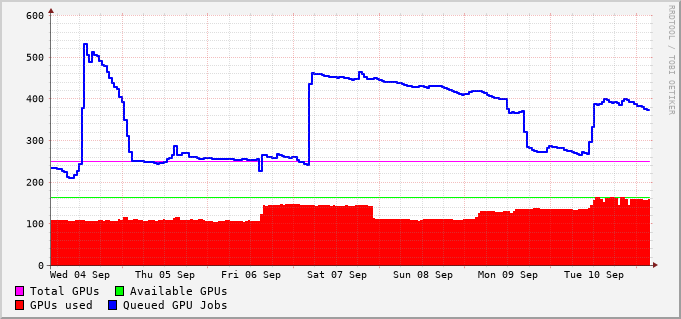 RRDTOOL / TOBI OETIKER
600
500
400
300
200
100
0
Wed 04 Sep Thu 05 Sep Fri 06 Sep Sat 07 Sep Sun 08 Sep Mon 09 Sep Tue 10 Sep
Total GPUs Available GPUs
GPUs used Queued GPU Jobs